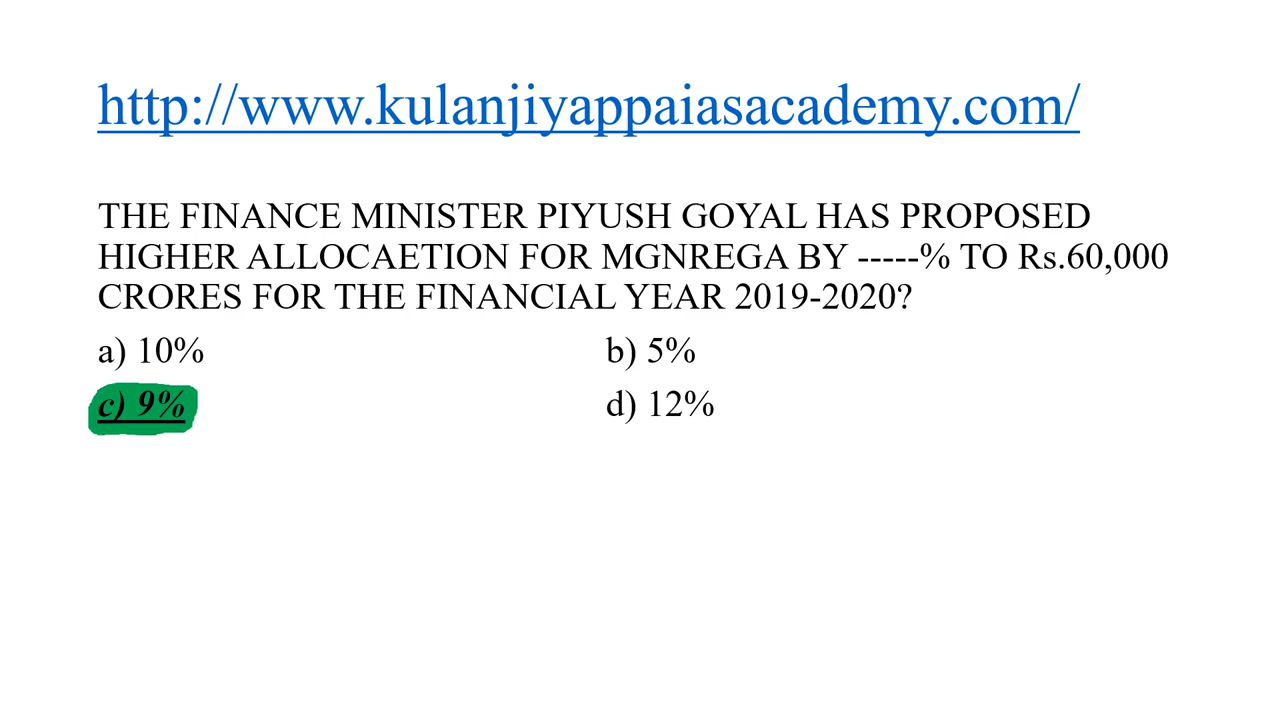 http://www.kulanjiyappaiasacademy.com/
THE FINANCE MINISTER PIYUSH GOYAL HAS PROPOSED
HIGHER ALLOCAETION FOR MGNREGA BY -----% TO Rs.60,000
CRORES FOR THE FINANCIAL YEAR 2019-2020?
a) 10% b) 5%
c) 9% d) 12%